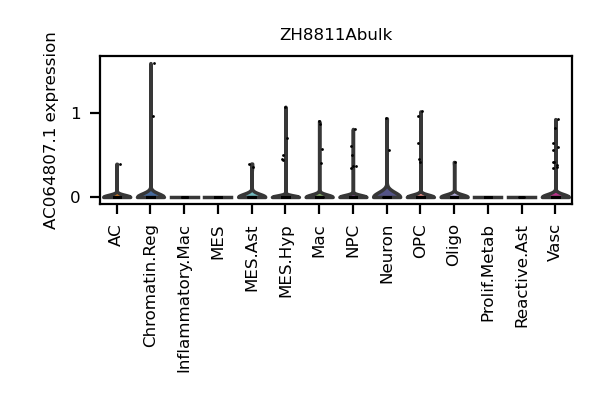 ZH8811Abulk
AC064807.1 expression
1
0
AC
Chromatin.Reg
Inflammatory.Mac
MES
MES.Ast
MES.Hyp
Mac
NPC
Neuron
OPC
Oligo
Prolif.Metab
Reactive.Ast
Vasc